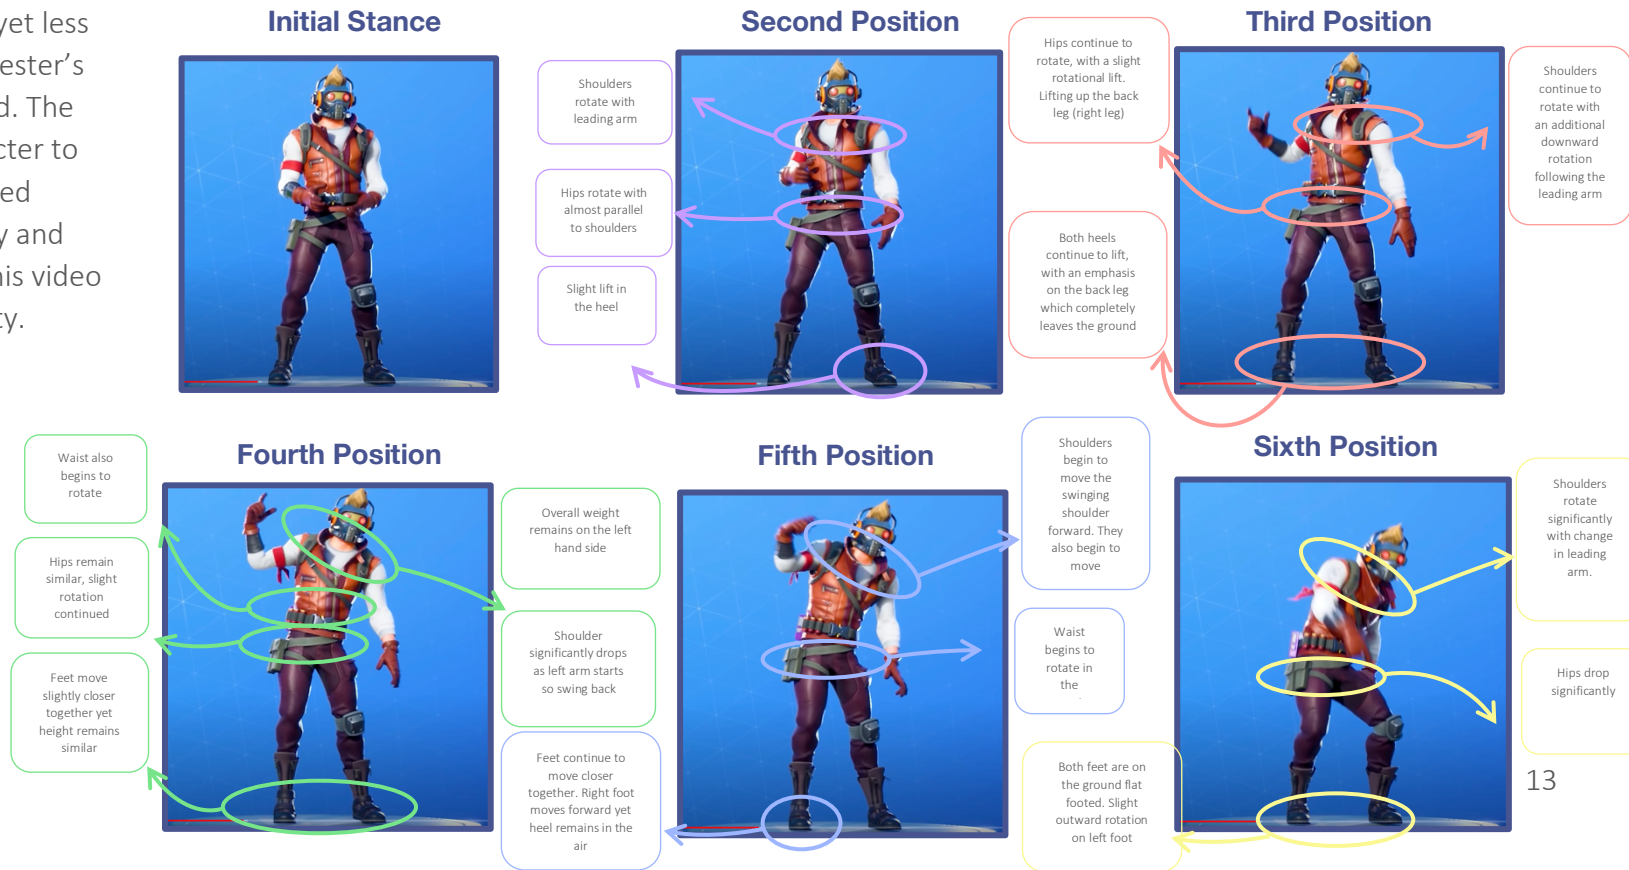 yet less
ester's
d. The
cter to
ed
y and
his video
ty.
Initial Stance
Second Position
Shoulders
rotate with
leading arm
Hips rotate with
almost parallel
to shoulders
Slight lift in
the heel
Third Position
Hips continue to
rotate, with a slight
rotational lift.
Lifting up the back
leg (right leg)
Both heels
continue to lift,
with an emphasis
on the back leg
which completely
leaves the ground
Shoulders
continue to
rotate with
an additional
downward
rotation
following the
leading arm
Fourth Position
Waist also
begins to
rotate
Hips remain
similar, slight
rotation
continued
Feet move
slightly closer
together yet
height remains
similar
Overall weight
remains on the left
hand side
Shoulder
significantly drops
as left arm starts
so swing back
Fifth Position
Feet continue to
move closer
together. Right foot
moves forward yet
heel remains in the
air
Shoulders
begin to
move the
swinging
shoulder
forward. They
also begin to
move
Waist
begins to
rotate in
the
Sixth Position
Both feet are on
the ground flat
footed. Slight
outward rotation
on left foot
Shoulders
rotate
significantly
with change
in leading
arm.
Hips drop
significantly
13